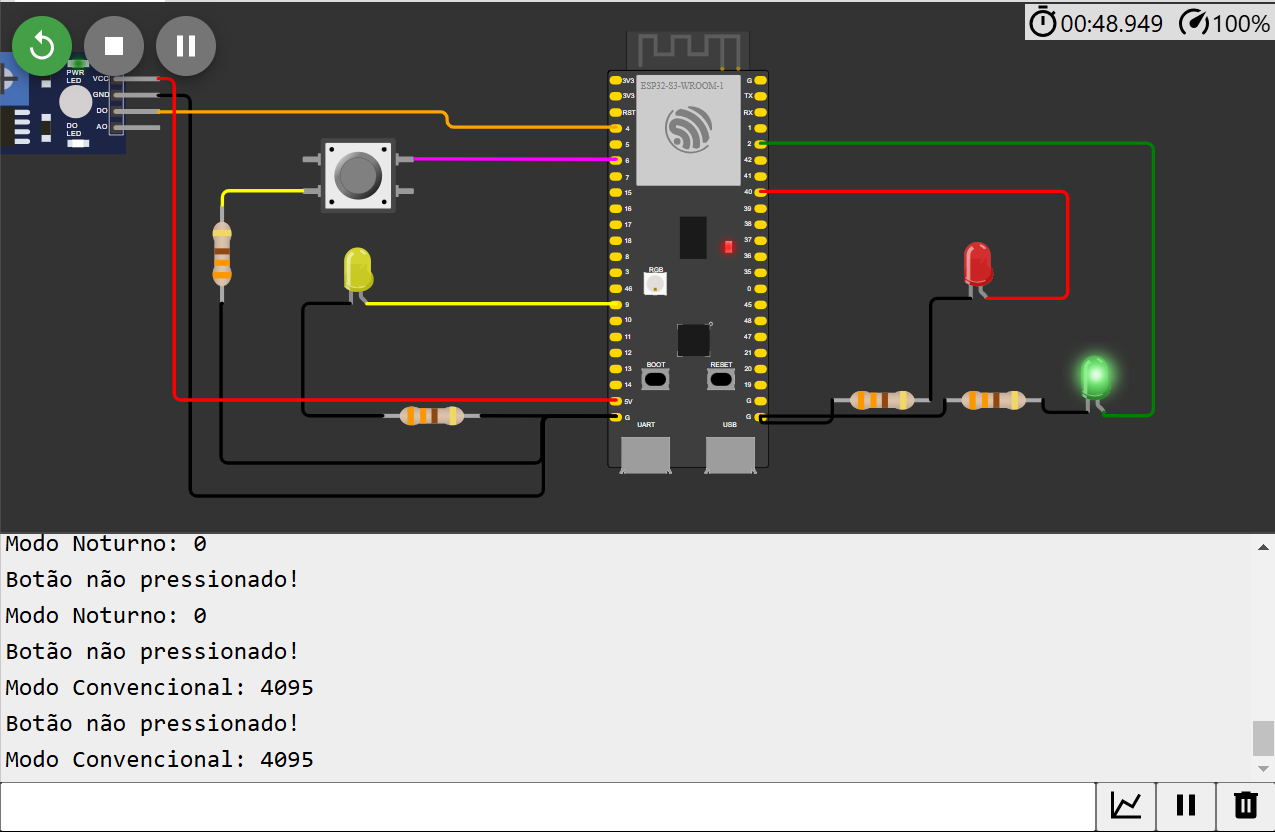 00:48.949 100%
PWR
LED
VCC
GND
DO
AO
DO
LED
ESP32-S3-WROOM-1
3V3
3V3
RST
4
5
6
7
15
16
17
18
8
3
46
9
10
11
12
13
14
5V
G
G
TX
RX
1
2
42
41
40
39
38
37
36
35
0
45
48
47
21
20
19
G
G
RGB
BOOT
RESET
UART
USB
Modo Noturno: 0
Botão não pressionado!
Modo Noturno: 0
Botão não pressionado!
Modo Convencional: 4095
Botão não pressionado!
Modo Convencional: 4095